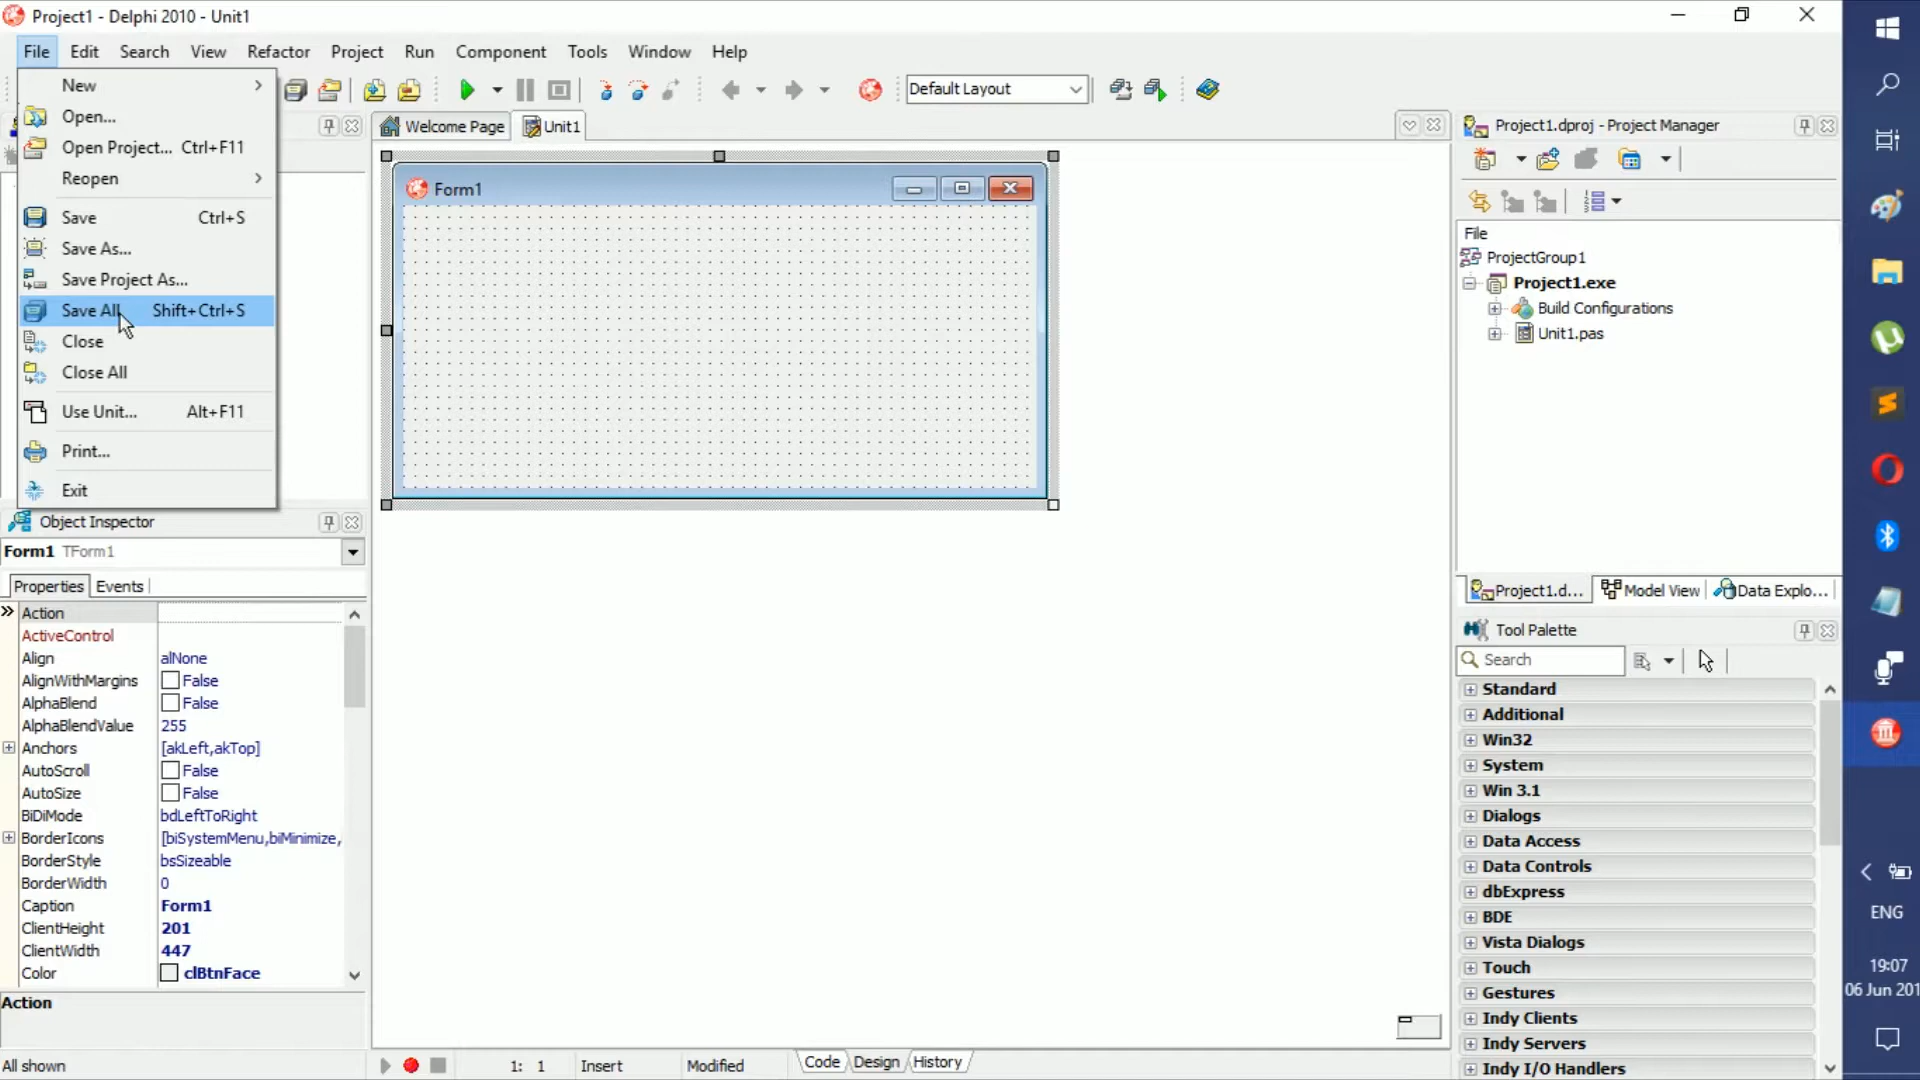 Project1 - Delphi 2010 - Unit1
File Edit Search View Refactor Project Run Component Tools Window Help
New
Open...
Open Project... Ctrl+F11
Reopen
Save Ctrl+S
Save As...
Save Project As...
Save All Shift+Ctrl+S
Close
Close All
Use Unit... Alt+F11
Print...
Exit
Default Layout
Welcome Page Unit1
Form1
Object Inspector
Form1 TForm1
Properties Events
Action
ActiveControl
Align alNone
AlignWithMargins False
AlphaBlend False
AlphaBlendValue 255
Anchors [akLeft,akTop]
AutoScroll False
AutoSize False
BiDiMode bdLeftToRight
BorderIcons [biSystemMenu,biMinimize,
BorderStyle bsSizeable
BorderWidth 0
Caption Form1
ClientHeight 201
ClientWidth 447
Color clBtnFace
Action
All shown
1: 1 Insert Modified Code Design History
Project1.dproj - Project Manager
File
ProjectGroup1
Project1.exe
Build Configurations
Unit1.pas
Project1.d... Model View Data Explo...
Tool Palette
Search
Standard
Additional
Win32
System
Win 3.1
Dialogs
Data Access
Data Controls
dbExpress
BDE
Vista Dialogs
Touch
Gestures
Indy Clients
Indy Servers
Indy I/O Handlers
ENG
19:07
06 Jun 201